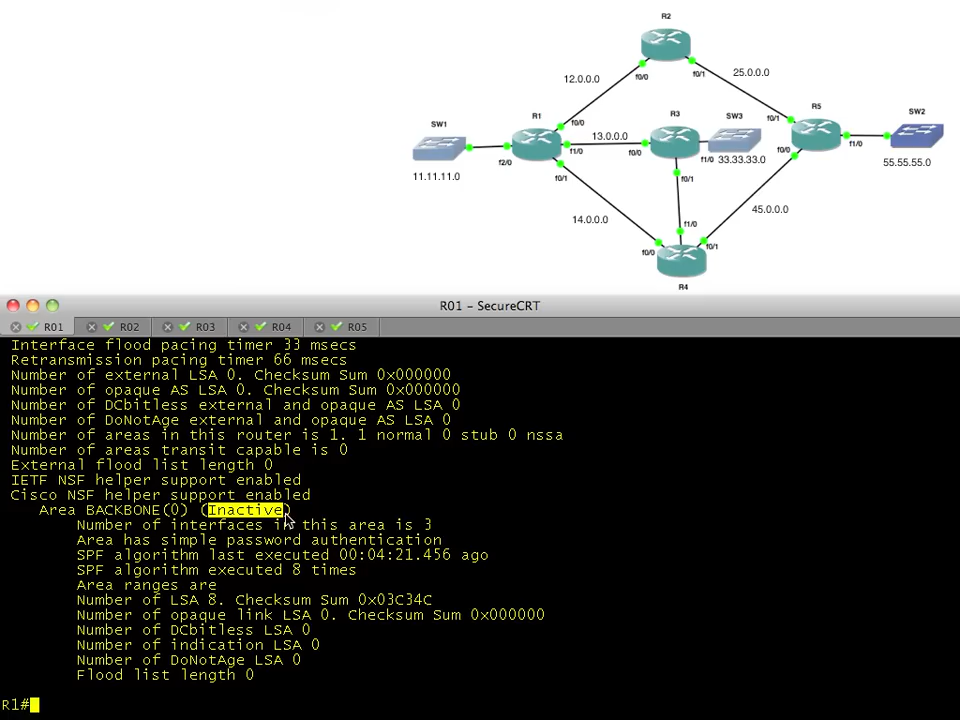 R2
f0/0
f0/1
12.0.0.0
25.0.0.0
SW1
R1
f0/0
R3
SW3
R5
f0/1
SW2
13.0.0.0
f2/0
f1/0
f0/0
f1/0
33.33.33.0
f0/0
f1/0
11.11.11.0
f0/1
f0/1
55.55.55.0
14.0.0.0
f1/0
45.0.0.0
f0/0
f0/1
R4
R01 - SecureCRT
R01
R02
R03
R04
R05
Interface flood pacing timer 33 msecs
Retransmission pacing timer 66 msecs
Number of external LSA 0. Checksum Sum 0x000000
Number of opaque AS LSA 0. Checksum Sum 0x000000
Number of DCbitless external and opaque AS LSA 0
Number of DoNotAge external and opaque AS LSA 0
Number of areas in this router is 1. 1 normal 0 stub 0 nssa
Number of areas transit capable is 0
External flood list length 0
IETF NSF helper support enabled
Cisco NSF helper support enabled
Area BACKBONE(0) (Inactive)
Number of interfaces in this area is 3
Area has simple password authentication
SPF algorithm last executed 00:04:21.456 ago
SPF algorithm executed 8 times
Area ranges are
Number of LSA 8. Checksum Sum 0x03C34C
Number of opaque link LSA 0. Checksum Sum 0x000000
Number of DCbitless LSA 0
Number of indication LSA 0
Number of DoNotAge LSA 0
Flood list length 0
R1#